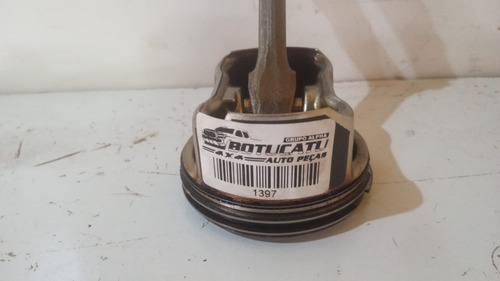 GRUPO ALPHA
BOTUCATU
4X4 AUTO PEÇAS
1397